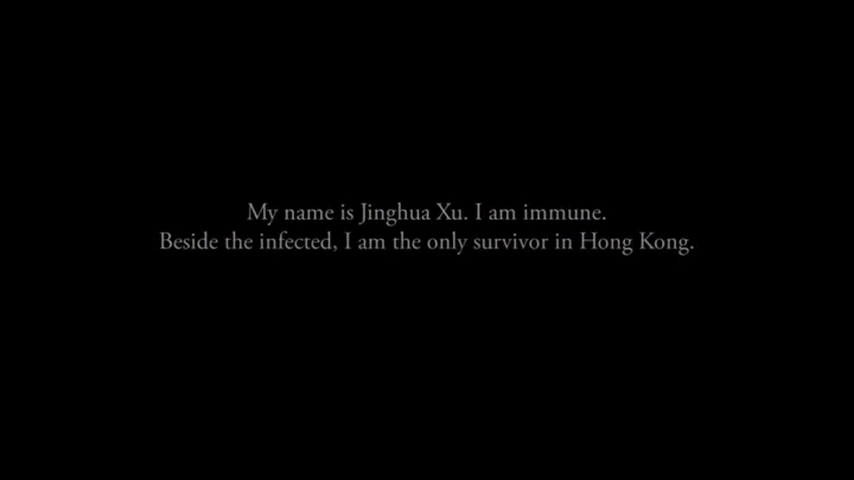 My name is Jinghua Xu. I am immune.
Beside the infected, I am the only survivor in Hong Kong.